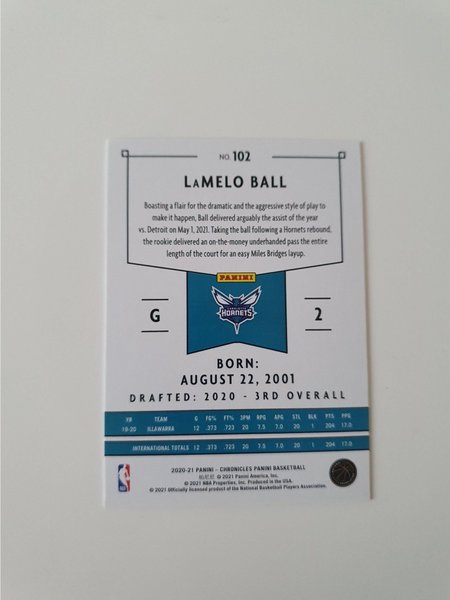 NO. 102
LAMELO BALL
Boasting a flair for the dramatic and the aggressive style of play to
make it happen, Ball delivered arguably the assist of the year
vs. Detroit on May 1, 2021. Taking the ball following a Hornets rebound,
the rookie delivered an on-the-money underhanded pass the entire
length of the court for an easy Miles Bridges layup.
PANINI
HORNETS
G 2
BORN:
AUGUST 22, 2001
DRAFTED: 2020 - 3RD OVERALL
YR TEAM G FG% FT% 3PM RPG APG STL BLK PTS PPG
19-20 ILLAWARRA 12 .373 .723 20 7.5 7.0 20 1 204 17.0
INTERNATIONAL TOTALS 12 .373 .723 20 7.5 7.0 20 1 204 17.0
2020-21 PANINI - CHRONICLES PANINI BASKETBALL
© 2021 Panini America, Inc.
© 2021 NBA Properties, Inc. Produced in the USA.
© 2021 Officially licensed product of the National Basketball Players Association.